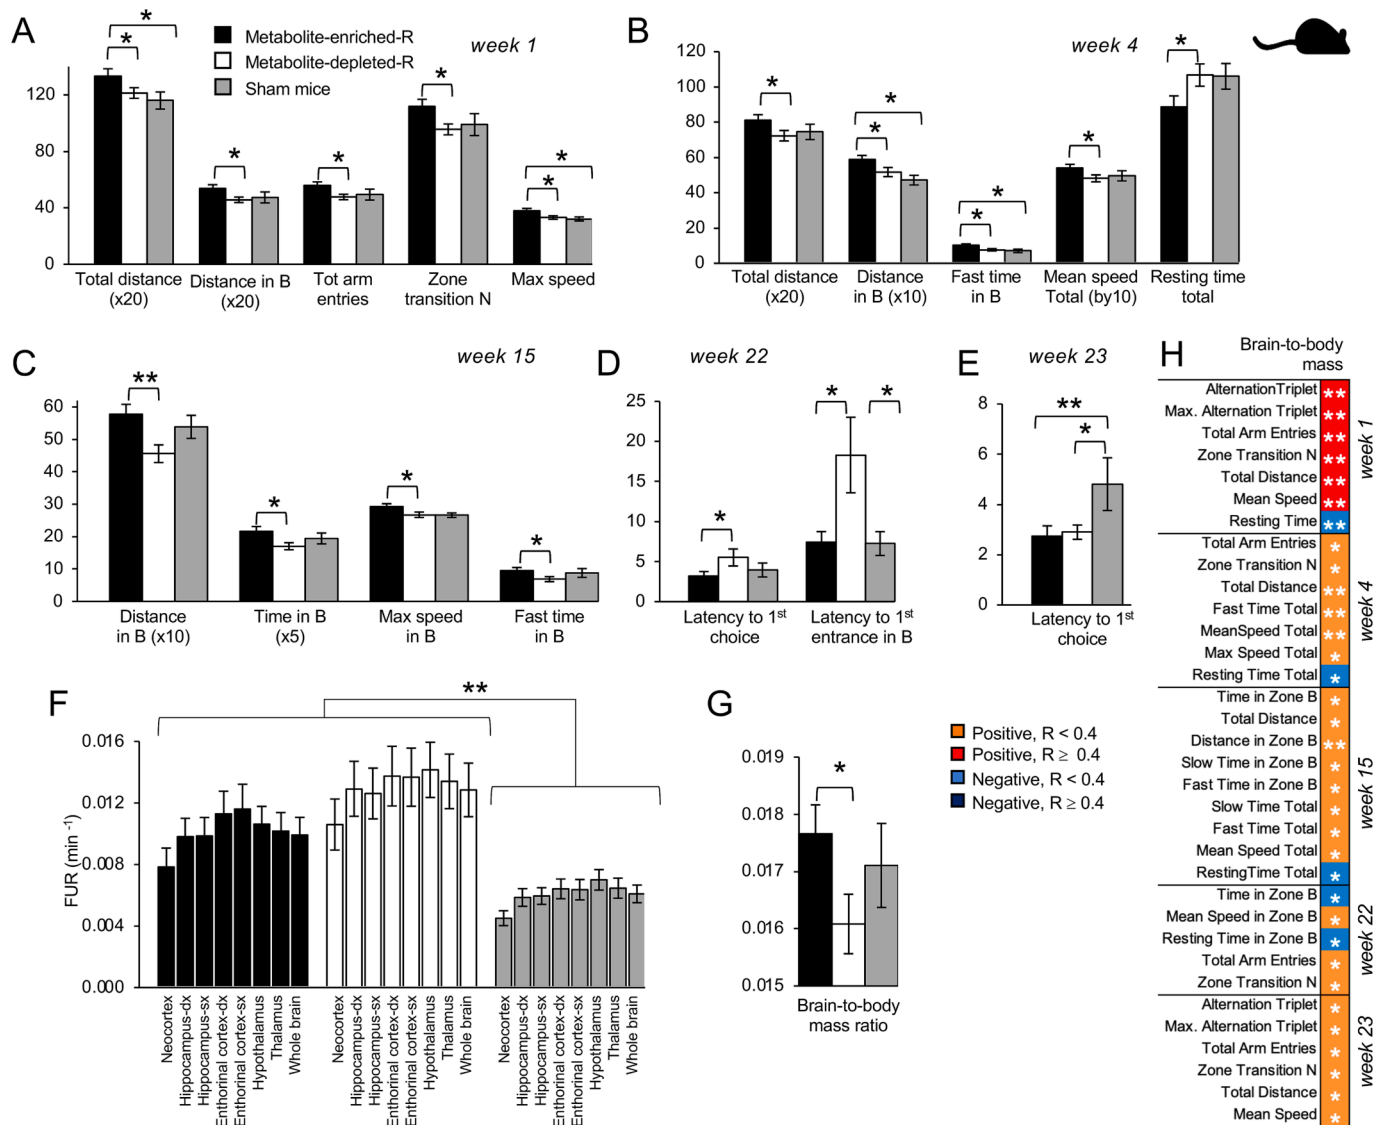 A
*
*
Metabolite-enriched-R
Metabolite-depleted-R
Sham mice
week 1
120
80
40
0
*
*
*
*
*
Total distance
(x20)
Distance in B
(x20)
Tot arm
entries
Zone
transition N
Max speed
B
week 4
120
100
80
60
40
20
0
*
*
*
*
*
*
*
Total distance
(x20)
Distance
in B (x10)
Fast time
in B
Mean speed
Total (by10)
Resting time
total
C
week 15
60
50
40
30
20
10
0
**
*
*
*
Distance
in B (x10)
Time in B
(x5)
Max speed
in B
Fast time
in B
D
week 22
25
20
15
10
5
0
*
*
*
Latency to 1st
choice
Latency to 1st
entrance in B
E
week 23
8
6
4
2
0
**
*
Latency to 1st
choice
F
**
FUR (min -1)
0.016
0.012
0.008
0.004
0.000
Neocortex
Hippocampus-dx
Hippocampus-sx
Enthorinal cortex-dx
Enthorinal cortex-sx
Hypothalamus
Thalamus
Whole brain
Neocortex
Hippocampus-dx
Hippocampus-sx
Enthorinal cortex-dx
Enthorinal cortex-sx
Hypothalamus
Thalamus
Whole brain
Neocortex
Hippocampus-dx
Hippocampus-sx
Enthorinal cortex-dx
Enthorinal cortex-sx
Hypothalamus
Thalamus
Whole brain
G
0.019
0.018
0.017
0.016
0.015
*
Brain-to-body
mass ratio
Positive, R < 0.4
Positive, R ≥ 0.4
Negative, R < 0.4
Negative, R ≥ 0.4
H
Brain-to-body
mass
AlternationTriplet **
Max. Alternation Triplet **
Total Arm Entries **
Zone Transition N **
Total Distance **
Mean Speed **
Resting Time **
week 1
Total Arm Entries *
Zone Transition N *
Total Distance **
Fast Time Total **
MeanSpeed Total **
Max Speed Total *
Resting Time Total *
week 4
Time in Zone B *
Total Distance *
Distance in Zone B **
Slow Time in Zone B *
Fast Time in Zone B *
Slow Time Total *
Fast Time Total *
Mean Speed Total *
RestingTime Total *
week 15
Time in Zone B *
Mean Speed in Zone B *
Resting Time in Zone B *
Total Arm Entries *
Zone Transition N *
week 22
Alternation Triplet *
Max. Alternation Triplet *
Total Arm Entries *
Zone Transition N *
Total Distance *
Mean Speed *
week 23